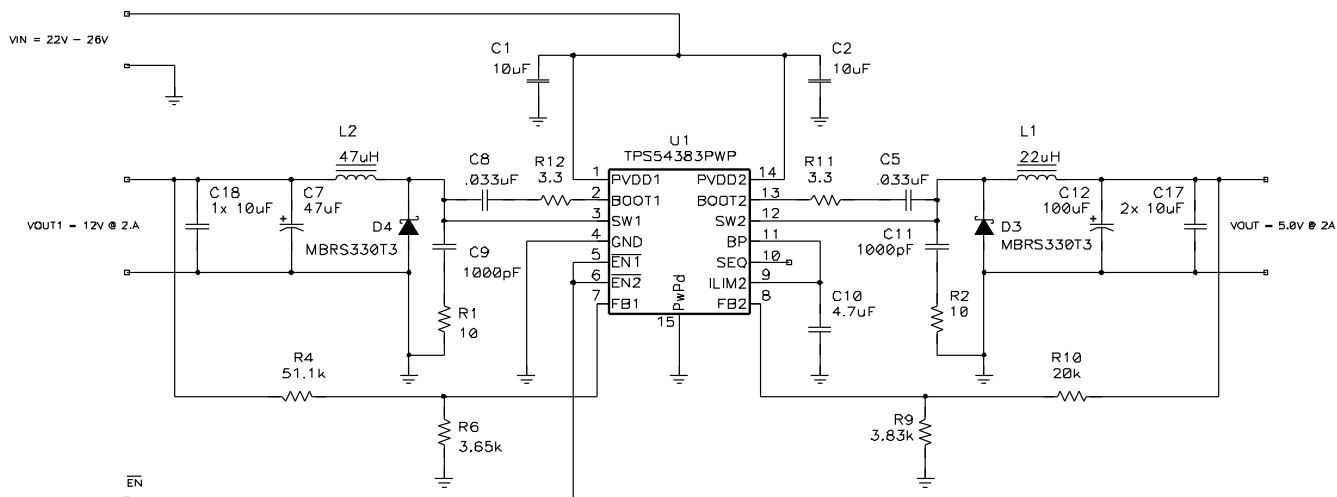 VIN = 22V - 26V
C1
10uF
C2
10uF
L2
47uH
L1
22uH
U1
TPS54383PWP
C8
.033uF
R12
3.3
R11
3.3
C5
.033uF
1 PVDD1 PVDD2 14
2 BOOT1 BOOT2 13
3 SW1 SW2 12
4 GND BP 11
5 EN1 SEQ 10
6 EN2 ILIM2 9
7 FB1 FB2 8
PwPd
15
C18
1x 10uF
C7
47uF
+
D4
MBRS330T3
C9
1000pF
R1
10
VOUT1 = 12V @ 2.A
C11
1000pF
D3
MBRS330T3
C12
100uF
+
C17
2x 10uF
VOUT = 5.0V @ 2A
R2
10
C10
4.7uF
R4
51.1k
R10
20k
R6
3.65k
R9
3.83k
EN